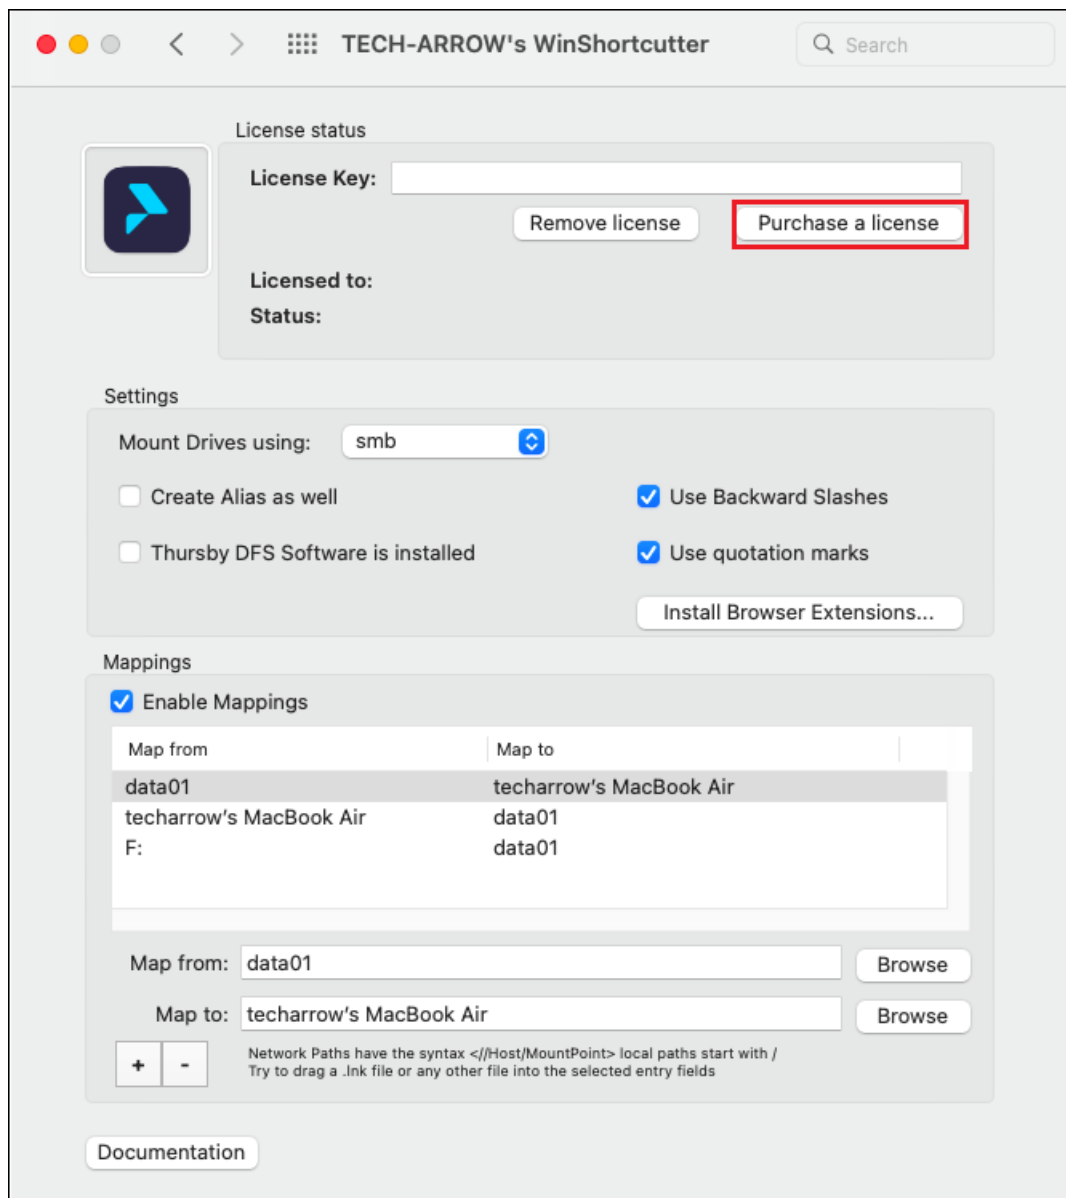 TECH-ARROW's WinShortcutter
Search
License status
License Key:
Remove license
Purchase a license
Licensed to:
Status:
Settings
Mount Drives using: smb
Create Alias as well
Use Backward Slashes
Thursby DFS Software is installed
Use quotation marks
Install Browser Extensions...
Mappings
Enable Mappings
Map from Map to
data01 techarrow's MacBook Air
techarrow's MacBook Air data01
F: data01
Map from: data01 Browse
Map to: techarrow's MacBook Air Browse
+ -
Network Paths have the syntax <//Host/MountPoint> local paths start with /
Try to drag a .lnk file or any other file into the selected entry fields
Documentation